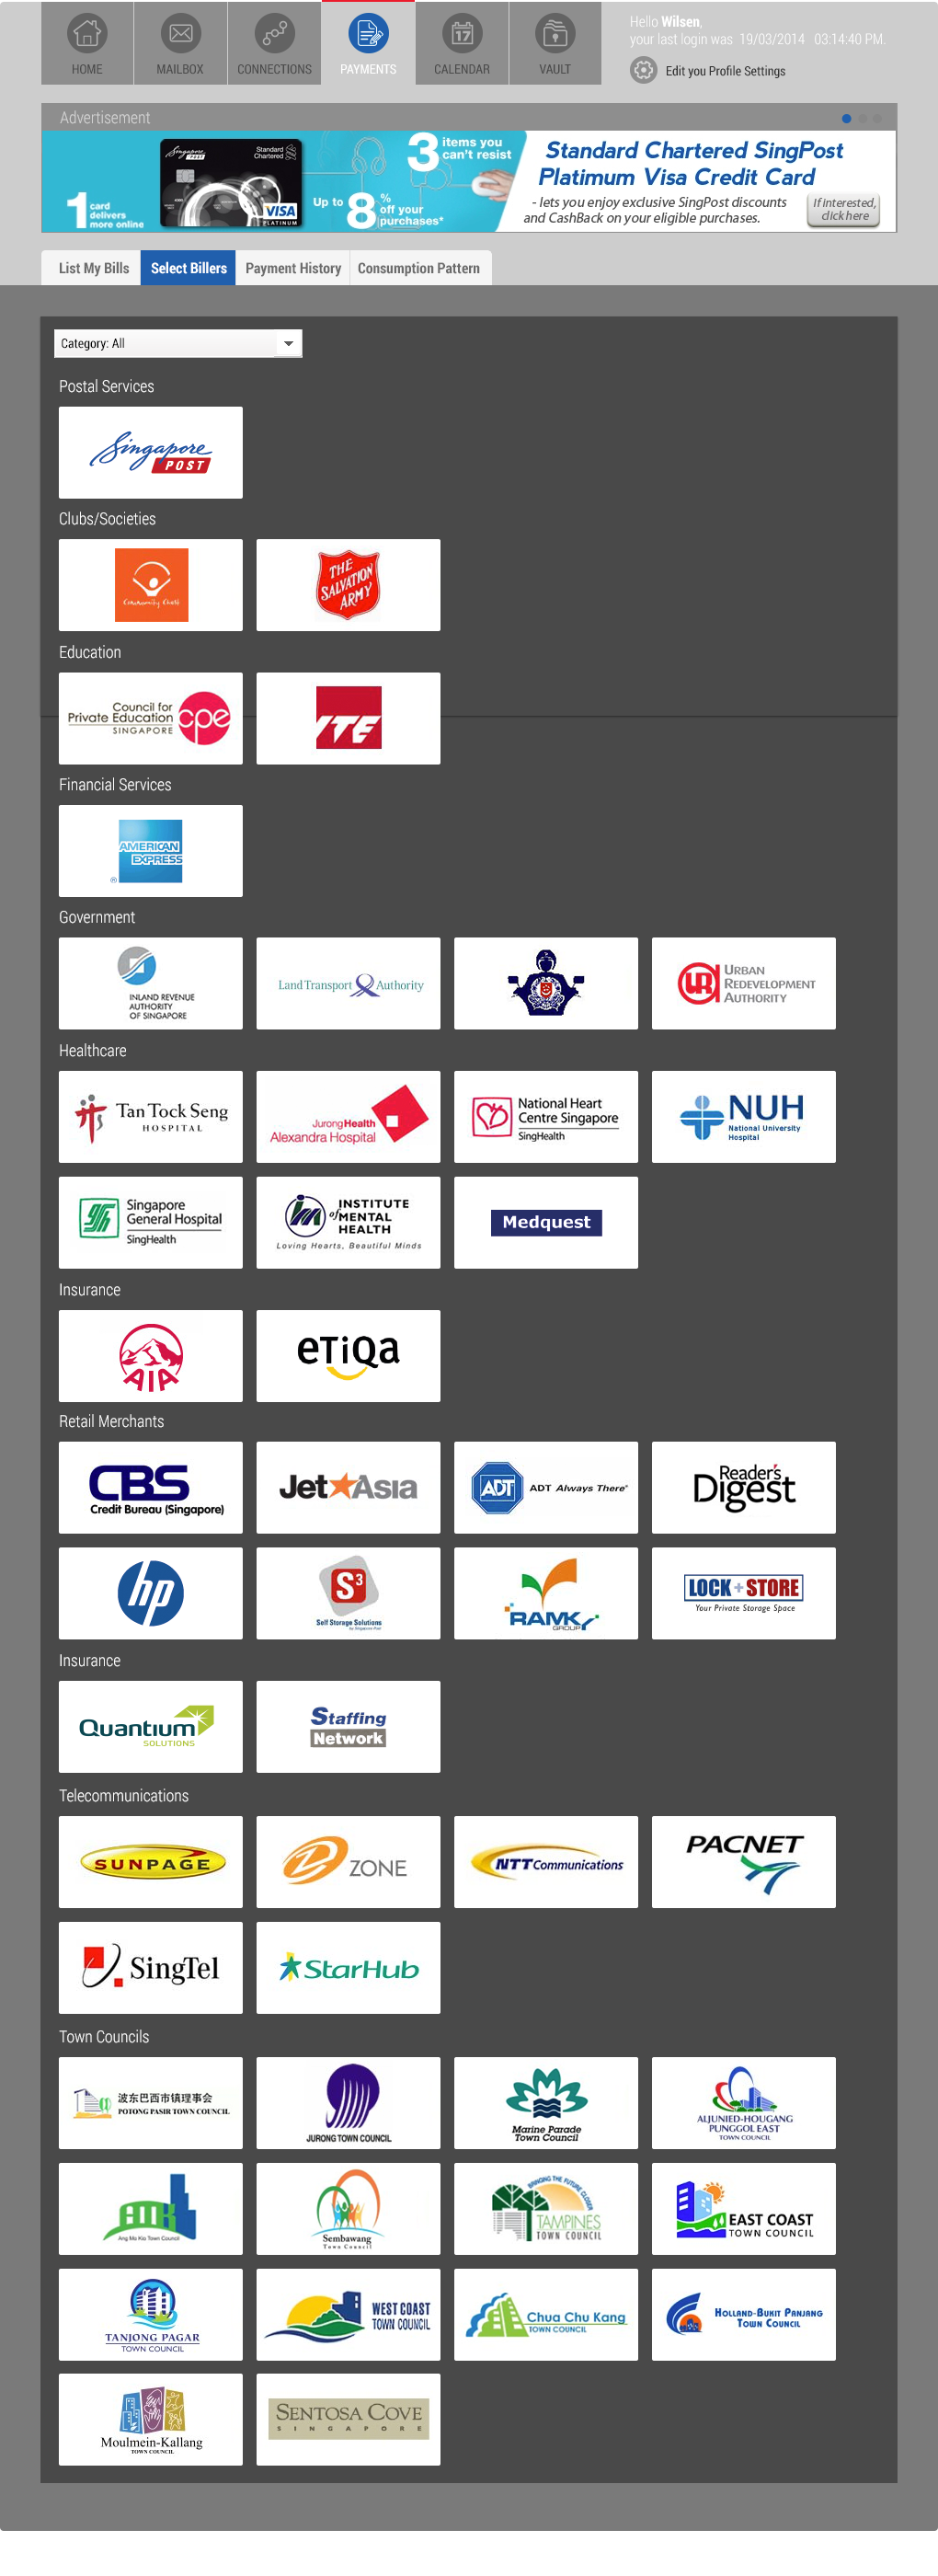 HOME
MAILBOX
CONNECTIONS
PAYMENTS
17
CALENDAR
VAULT
Hello Wilsen,
your last login was 19/03/2014 03:14:40 PM.
Edit you Profile Settings
Advertisement
1 card
delivers
more online
Singapore
POST
Standard
Chartered
VISA
PLATINUM
Up to 8% off your purchases*
3 items you
can't resist
Standard Chartered SingPost
Platinum Visa Credit Card
- lets you enjoy exclusive SingPost discounts
and CashBack on your eligible purchases.
If interested,
click here
List My Bills
Select Billers
Payment History
Consumption Pattern
Category: All
Postal Services
Singapore
POST
Clubs/Societies
Community Clubs
THE
SALVATION
ARMY
Education
Council for
Private Education
SINGAPORE
cpe
ITE
Financial Services
AMERICAN
EXPRESS
®
Government
INLAND REVENUE
AUTHORITY
OF SINGAPORE
Land Transport Authority
URBAN
REDEVELOPMENT
AUTHORITY
Healthcare
Tan Tock Seng
HOSPITAL
JurongHealth
Alexandra Hospital
National Heart
Centre Singapore
SingHealth
NUH
National University
Hospital
Singapore
General Hospital
SingHealth
INSTITUTE
of MENTAL
HEALTH
Loving Hearts, Beautiful Minds
Medquest
Insurance
AIA
eTiQa
Retail Merchants
CBS
Credit Bureau (Singapore)
Jet Asia
ADT
ADT Always There®
Reader's
Digest
hp
S3
Self Storage Solutions
by Singapore Post
RAMKY
GROUP
LOCK+STORE
Your Private Storage Space
Insurance
Quantium
SOLUTIONS
Staffing
Network
Telecommunications
SUNPAGE
ZONE
NTT Communications
PACNET
SingTel
StarHub
Town Councils
波东巴西市镇理事会
POTONG PASIR TOWN COUNCIL
JURONG TOWN COUNCIL
Marine Parade
Town Council
ALJUNIED-HOUGANG
PUNGGOL EAST
TOWN COUNCIL
AMK
Ang Mo Kio Town Council
Sembawang
Town Council
BRINGING THE FUTURE CLOSER
TAMPINES
TOWN COUNCIL
EAST COAST
TOWN COUNCIL
TANJONG PAGAR
TOWN COUNCIL
WEST COAST
TOWN COUNCIL
Chua Chu Kang
TOWN COUNCIL
HOLLAND-BUKIT PANJANG
TOWN COUNCIL
Moulmein-Kallang
TOWN COUNCIL
SENTOSA COVE
SINGAPORE